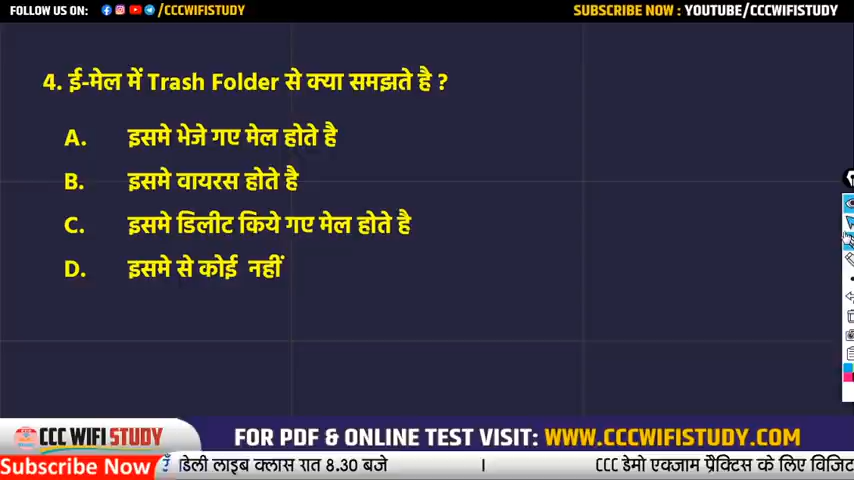 FOLLOW US ON: /CCCWIFISTUDY
SUBSCRIBE NOW : YOUTUBE/CCCWIFISTUDY
4. ई-मेल में Trash Folder से क्या समझते है ?
A. इसमे भेजे गए मेल होते है
B. इसमे वायरस होते है
C. इसमे डिलीट किये गए मेल होते है
D. इसमे से कोई नहीं
CCC WIFI STUDY
FOR PDF & ONLINE TEST VISIT: WWW.CCCWIFISTUDY.COM
Subscribe Now
डिली लाइब क्लास रात 8.30 बजे । CCC डेमो एक्जाम प्रैक्टिस के लिए विजिट